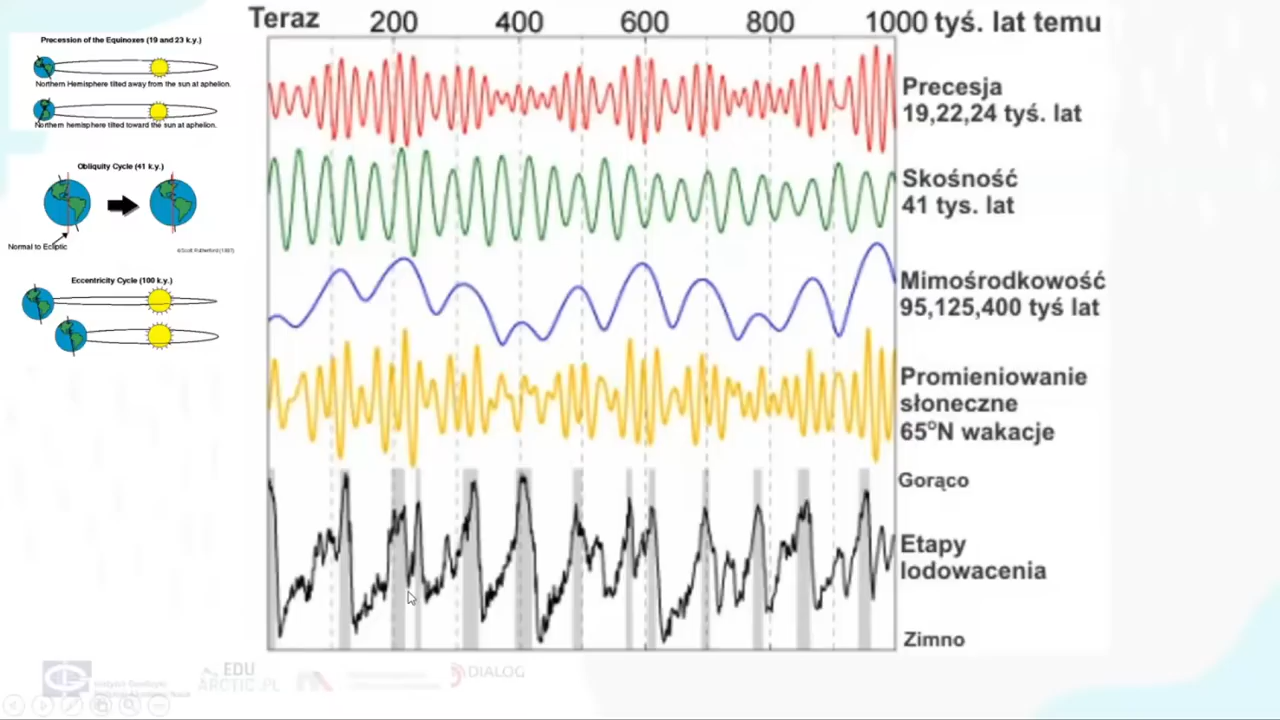 Teraz 200 400 600 800 1000 tyś. lat temu
Precession of the Equinoxes (19 and 23 k.y.)
Northern Hemisphere tilted away from the sun at aphelion.
Northern hemisphere tilted toward the sun at aphelion.
Obliquity Cycle (41 k.y.)
Normal to Ecliptic
Eccentricity Cycle (100 k.y.)
Precesja
19,22,24 tyś. lat
Skośność
41 tys. lat
Mimośrodkowość
95,125,400 tyś lat
Promieniowanie
słoneczne
65°N wakacje
Gorąco
Etapy
lodowacenia
Zimno
EDU
ARCTIC.PL
DIALOG